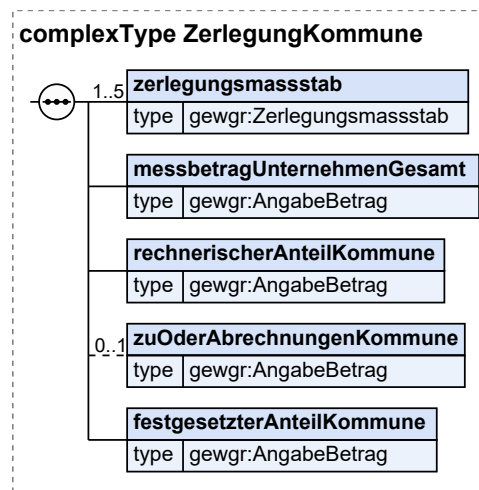 complexType ZerlegungKommune
1..5 zerlegungsmassstab
type gewgr:Zerlegungsmassstab
messbetragUnternehmenGesamt
type gewgr:AngabeBetrag
rechnerischerAnteilKommune
type gewgr:AngabeBetrag
0..1 zuOderAbrechnungenKommune
type gewgr:AngabeBetrag
festgesetzterAnteilKommune
type gewgr:AngabeBetrag